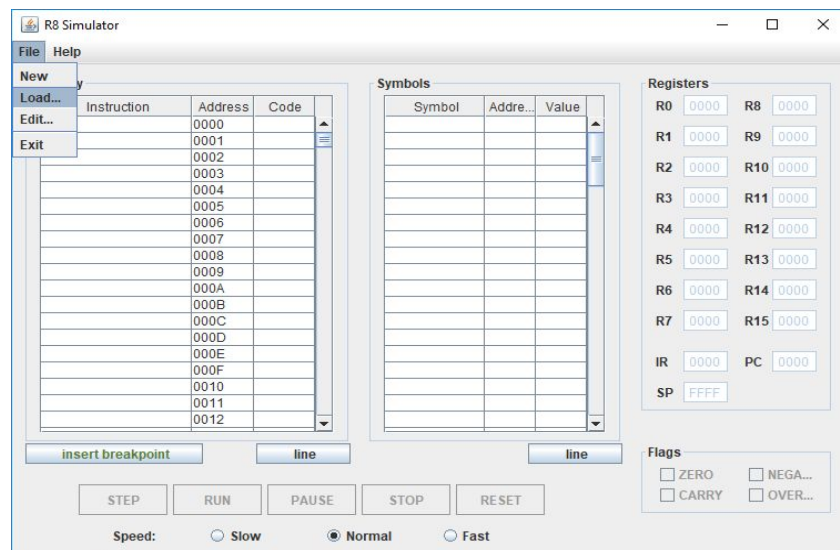 R8 Simulator
File Help
New
Load...
Edit...
Exit
y
Instruction Address Code
0000
0001
0002
0003
0004
0005
0006
0007
0008
0009
000A
000B
000C
000D
000E
000F
0010
0011
0012
insert breakpoint line
Symbols
Symbol Addre... Value
line
Registers
R0 0000 R8 0000
R1 0000 R9 0000
R2 0000 R10 0000
R3 0000 R11 0000
R4 0000 R12 0000
R5 0000 R13 0000
R6 0000 R14 0000
R7 0000 R15 0000
IR 0000 PC 0000
SP FFFF
Flags
ZERO NEGA...
CARRY OVER...
STEP RUN PAUSE STOP RESET
Speed: Slow Normal Fast